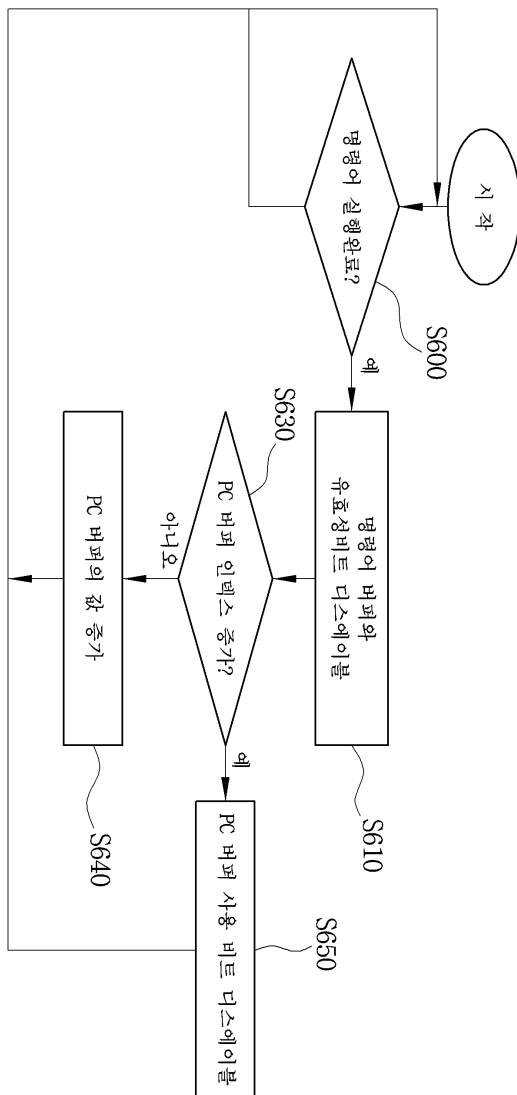 시 작
명령어 실행완료?
S600
예
명령어 버퍼와
유효성비트 디스에이블
S610
S630
PC 버퍼 인덱스 증가?
아니요
예
PC 버퍼의 값 증가
S640
PC 버퍼 사용 비트 디스에이블
S650